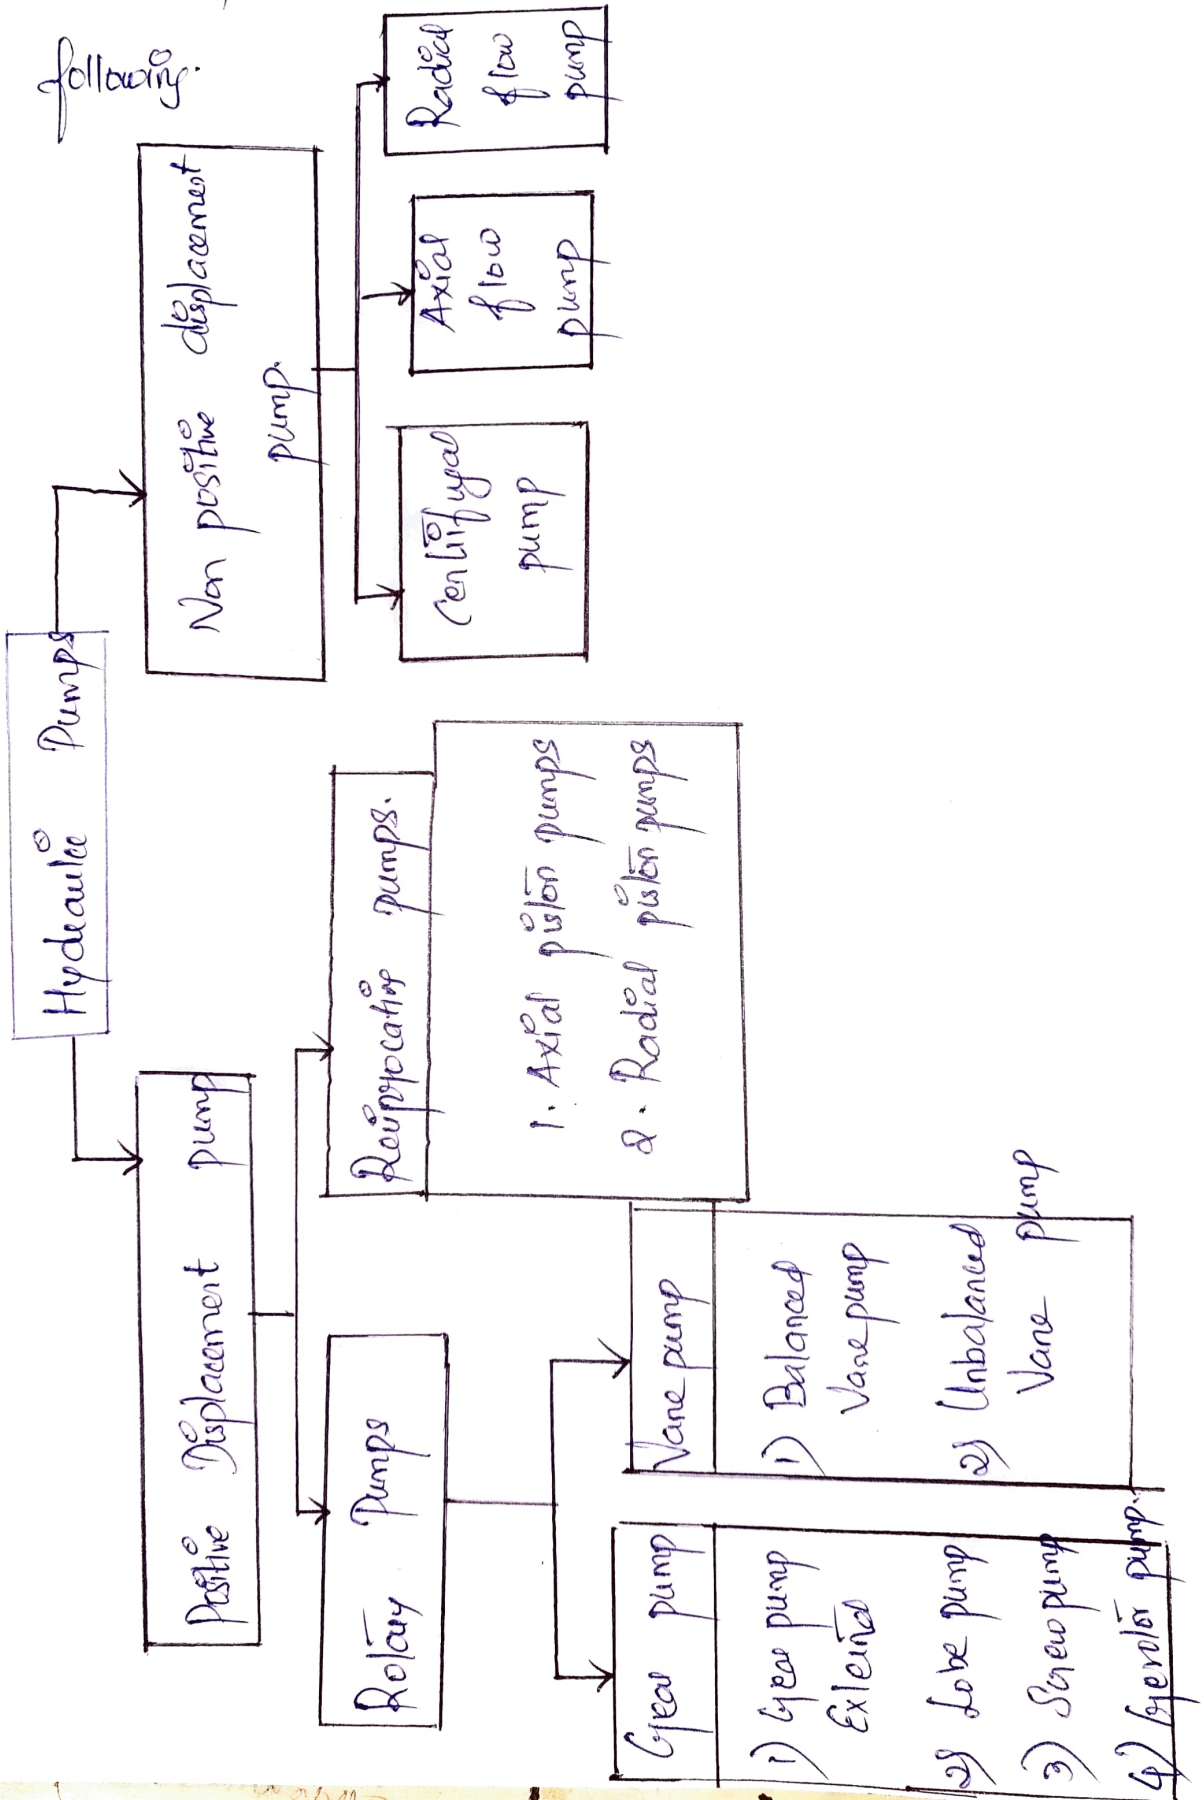 following.
Hydraulic Pumps
Positive Displacement pump
Non positive displacement
pump.
Rotary Pumps
Reciprocating pumps.
1. Axial piston pumps
2. Radial piston pumps
Centrifugal
pump
Axial
flow
pump
Radial
flow
pump
Gear pump
1) Gear pump
External
2) Lobe pump
3) Screw pump
4) Gerotor pump.
Vane pump
1) Balanced
Vane pump
2) Unbalanced
Vane pump